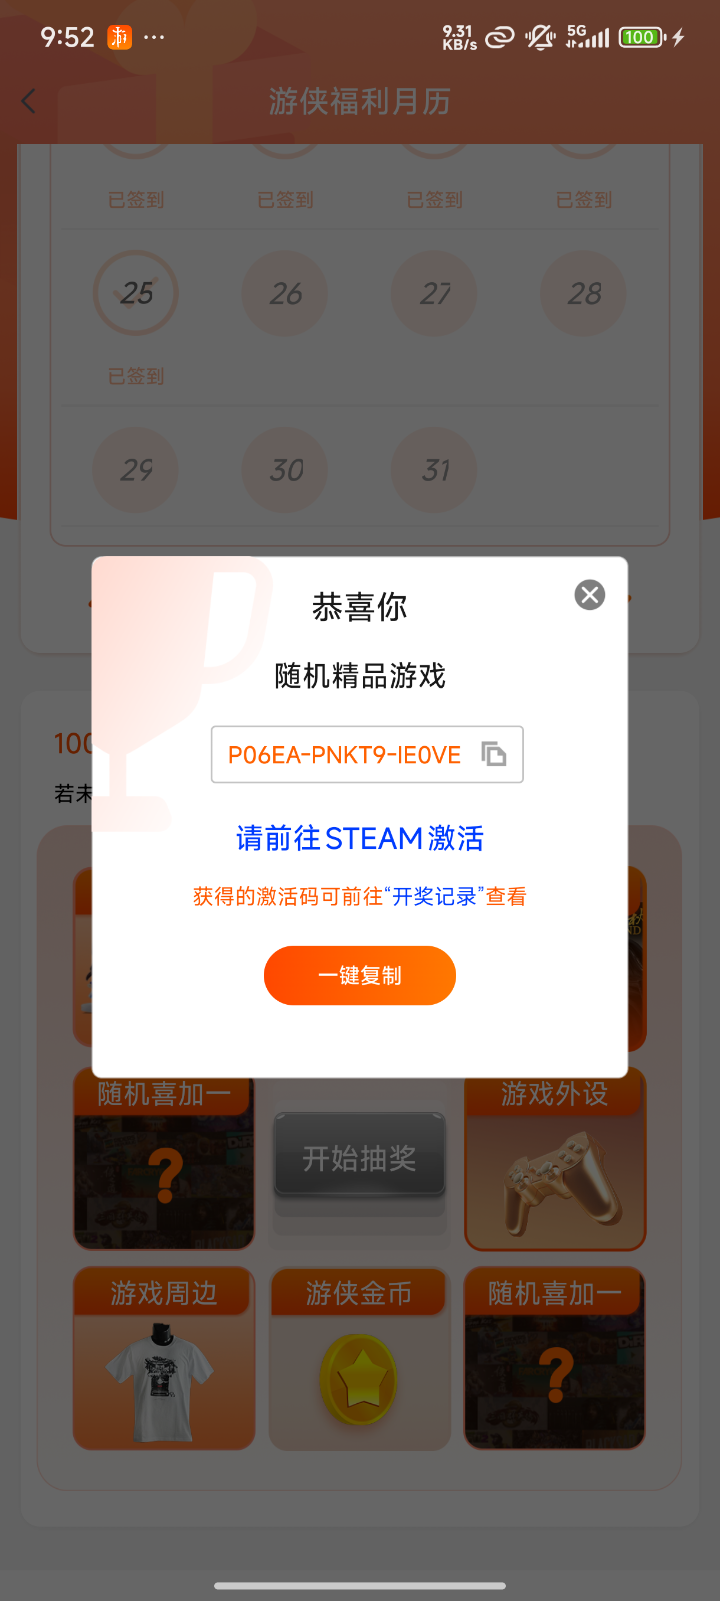 9:52 游 ··· 9.31 KB/s 5G 100
游侠福利月历
已签到 已签到 已签到 已签到
25 26 27 28
已签到
29 30 31
恭喜你
随机精品游戏
100
P06EA-PNKT9-IE0VE
若未
请前往STEAM激活
获得的激活码可前往“开奖记录”查看
一键复制
随机喜加一 游戏外设
?
开始抽奖
游戏周边 游侠金币 随机喜加一
?